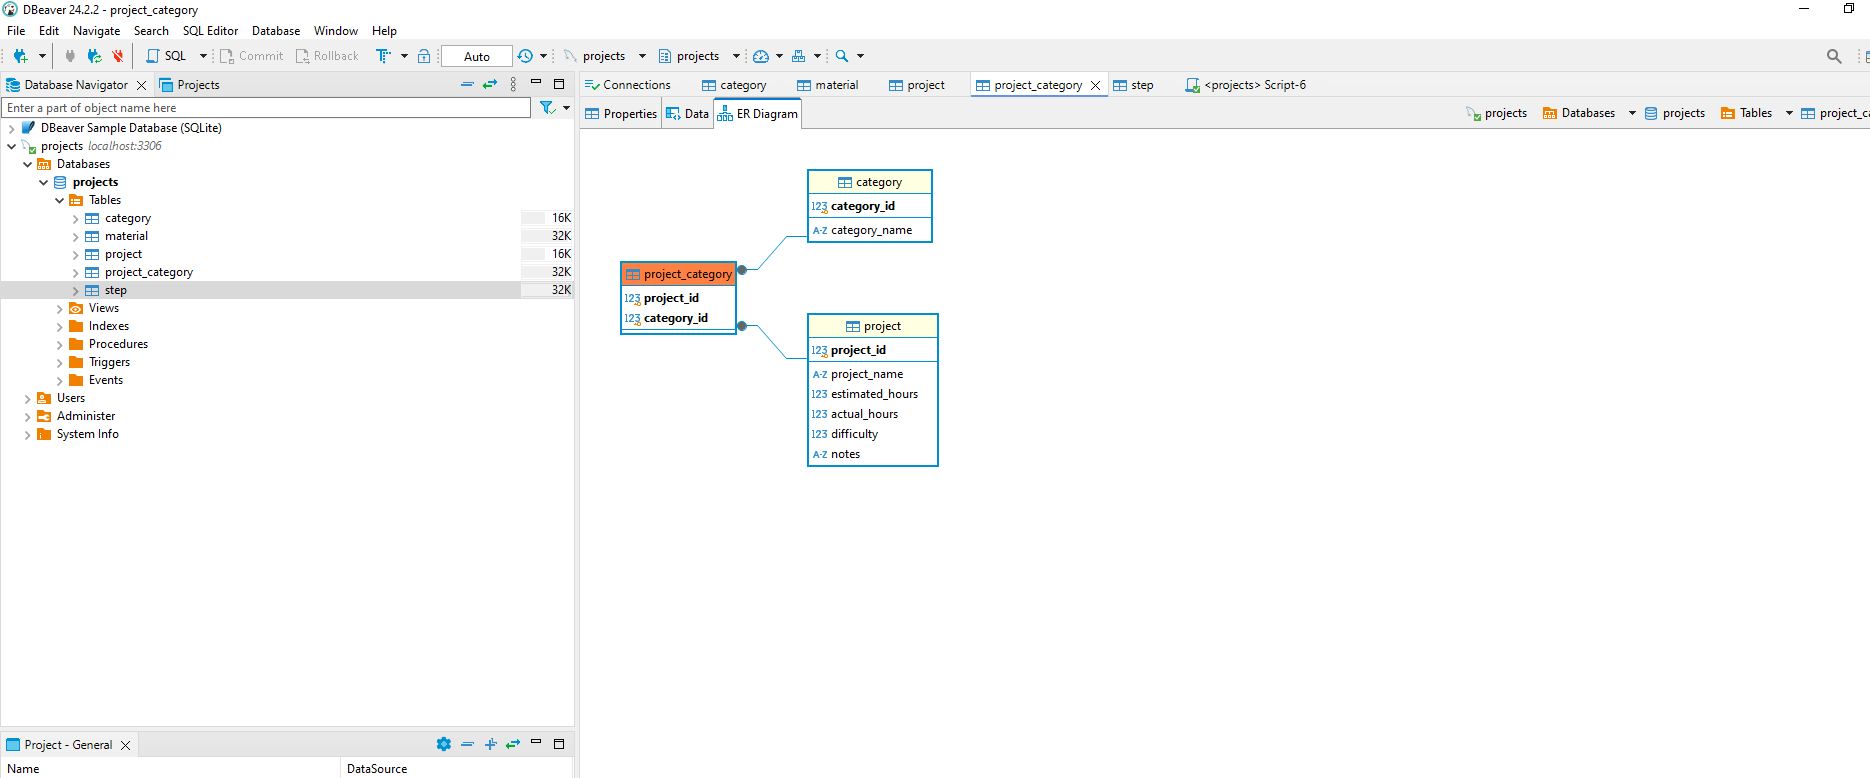 DBeaver 24.2.2 - project_category
File Edit Navigate Search SQL Editor Database Window Help
SQL Commit Rollback Auto projects projects
Database Navigator Projects
Enter a part of object name here
DBeaver Sample Database (SQLite)
projects localhost:3306
Databases
projects
Tables
category 16K
material 32K
project 16K
project_category 32K
step 32K
Views
Indexes
Procedures
Triggers
Events
Users
Administer
System Info
Project - General
Name DataSource
Connections category material project project_category step <projects> Script-6
Properties Data ER Diagram projects Databases projects Tables project_ca
category
123 category_id
A-Z category_name
project_category
123 project_id
123 category_id
project
123 project_id
A-Z project_name
123 estimated_hours
123 actual_hours
123 difficulty
A-Z notes